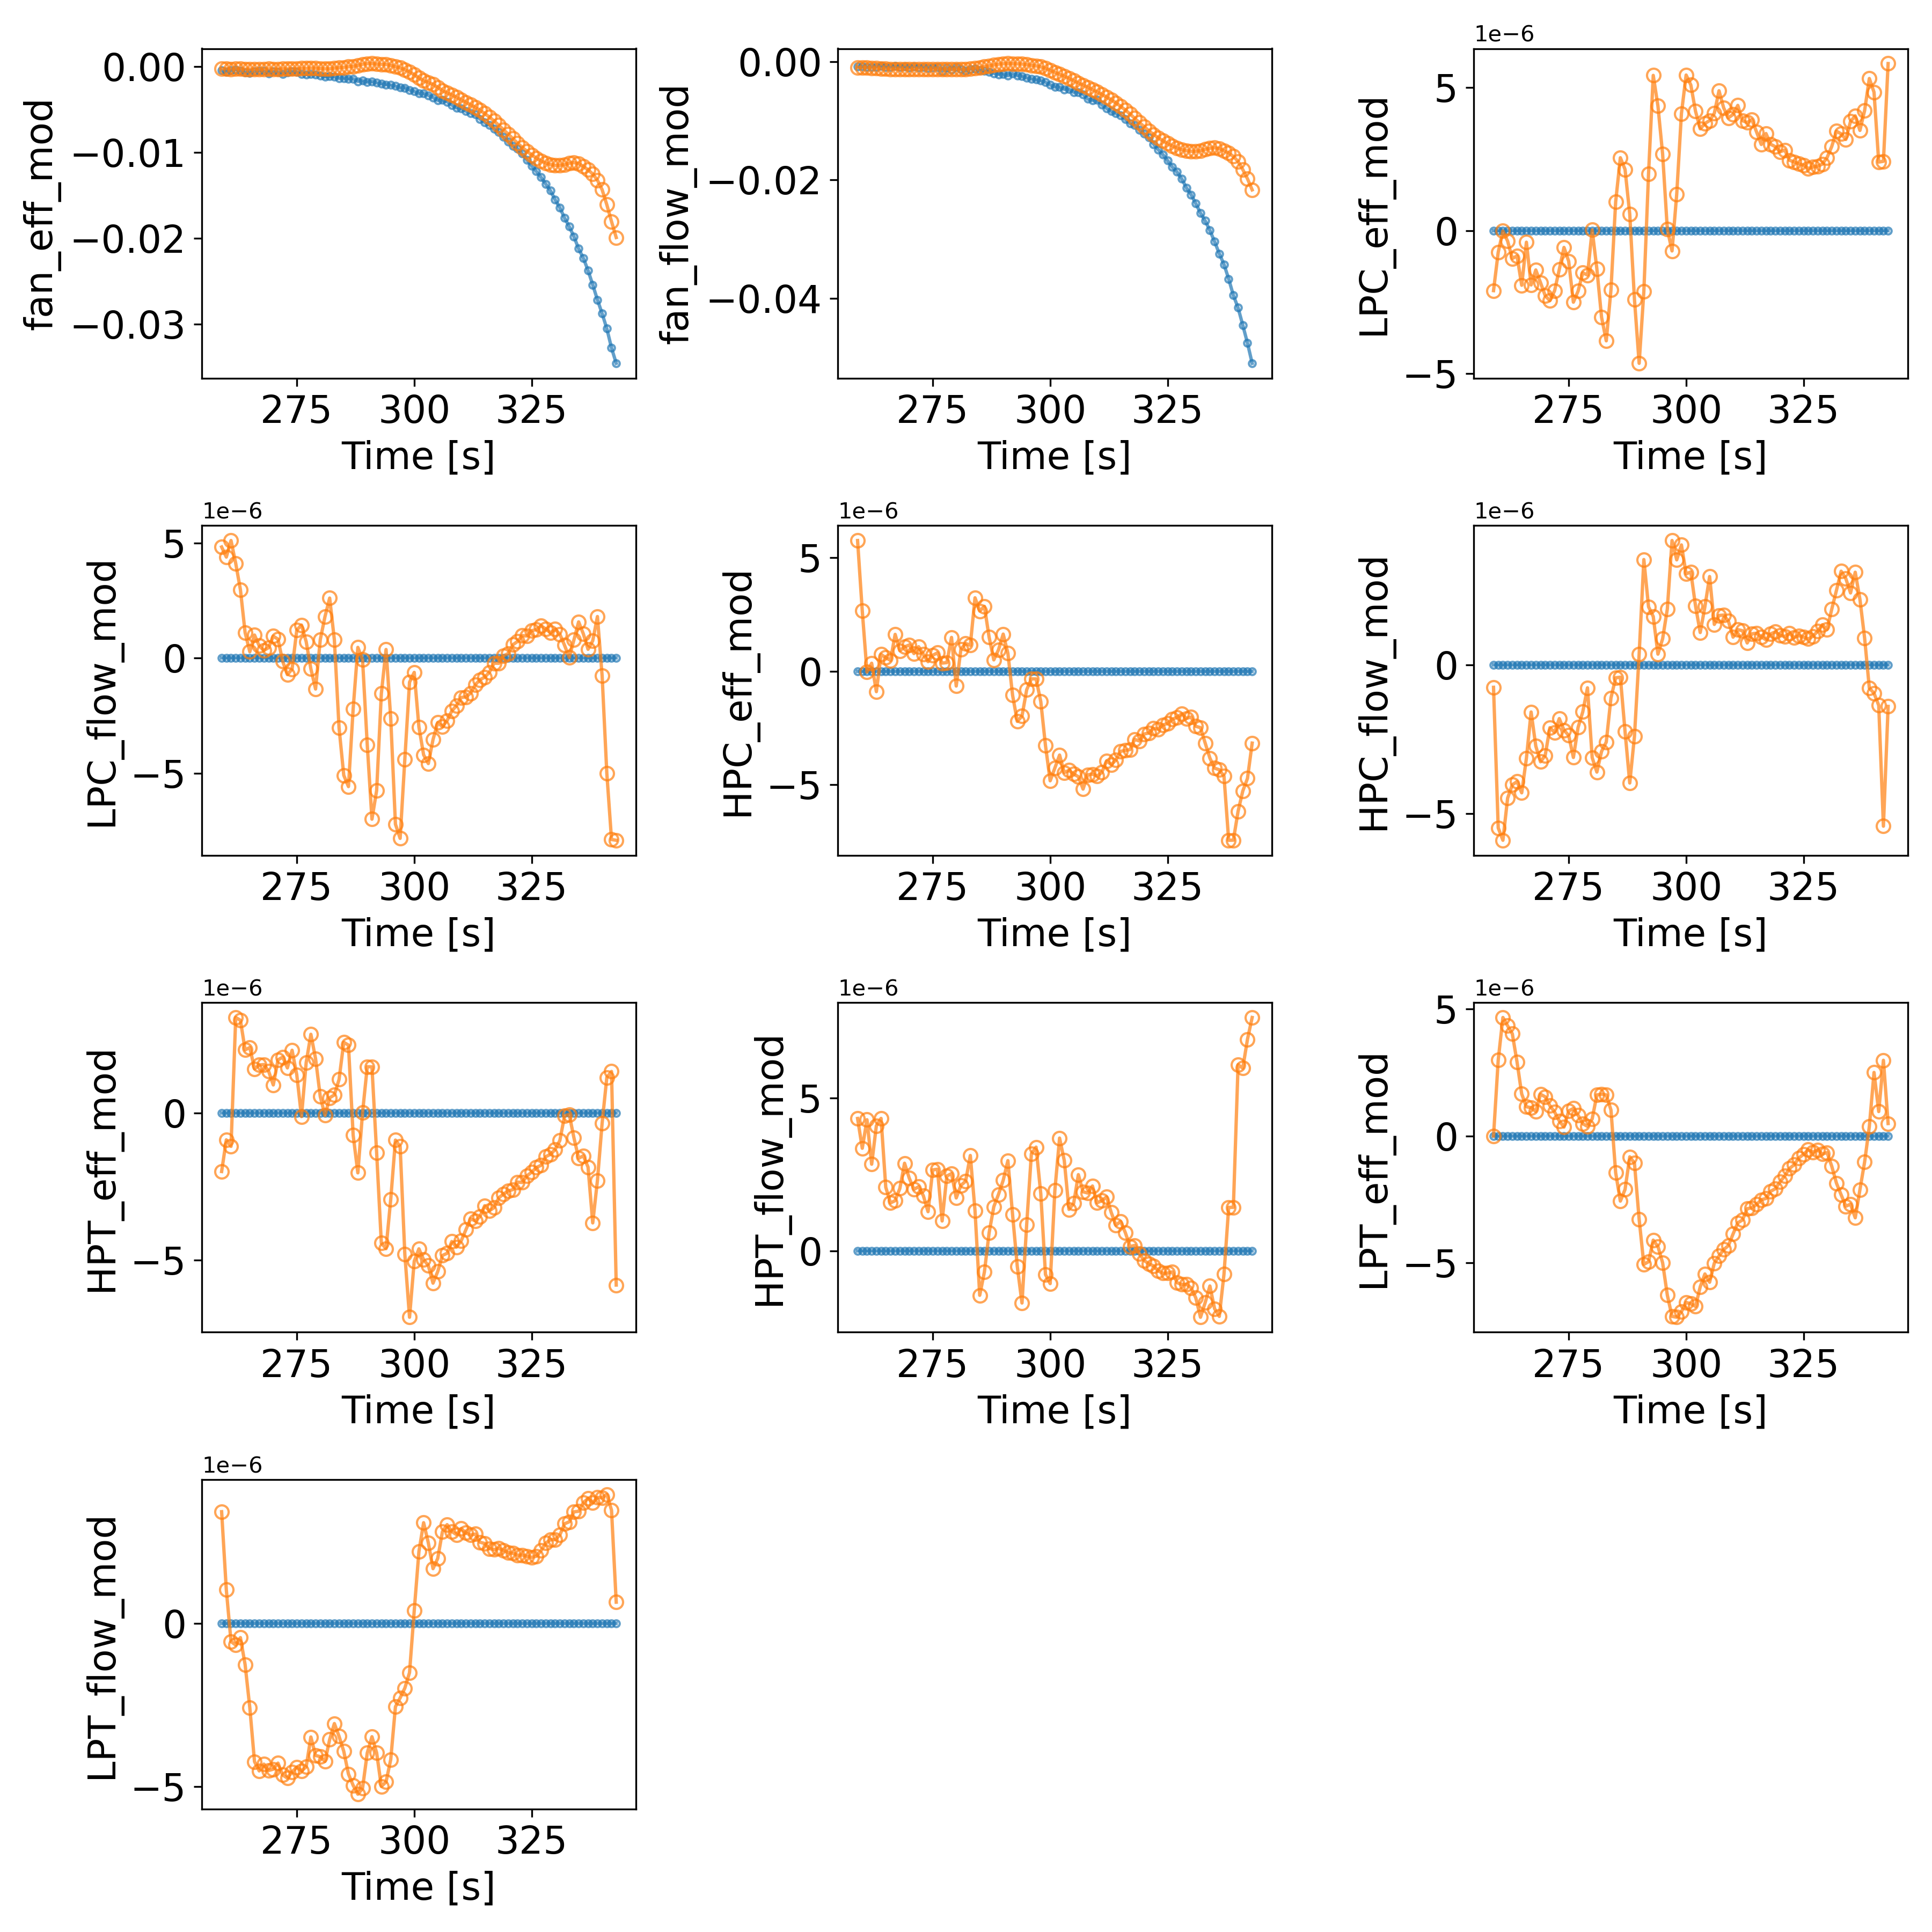 fan_eff_mod
0.00
−0.01
−0.02
−0.03
275 300 325
Time [s]
fan_flow_mod
0.00
−0.02
−0.04
275 300 325
Time [s]
1e−6
LPC_eff_mod
5
0
−5
275 300 325
Time [s]
1e−6
LPC_flow_mod
5
0
−5
275 300 325
Time [s]
1e−6
HPC_eff_mod
5
0
−5
275 300 325
Time [s]
1e−6
HPC_flow_mod
0
−5
275 300 325
Time [s]
1e−6
HPT_eff_mod
0
−5
275 300 325
Time [s]
1e−6
HPT_flow_mod
5
0
275 300 325
Time [s]
1e−6
LPT_eff_mod
5
0
−5
275 300 325
Time [s]
1e−6
LPT_flow_mod
0
−5
275 300 325
Time [s]